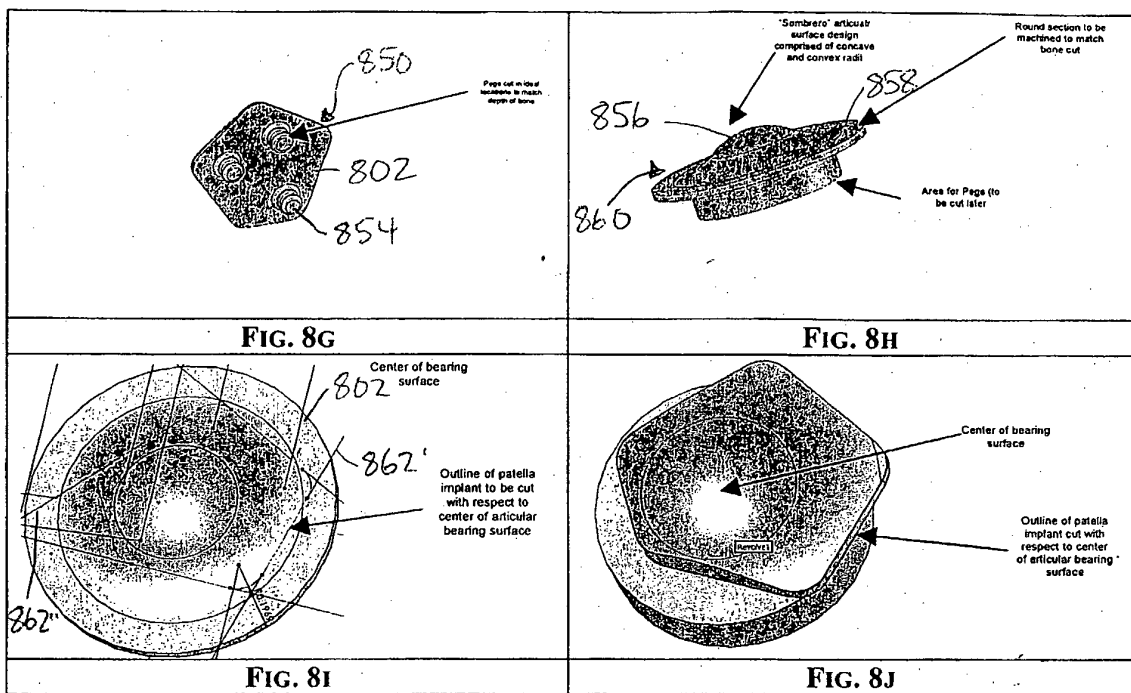 850
Pegs cut in ideal
locations to match
depth of bone
802
854
FIG. 8G
"Sombrero" articular
surface design
comprised of concave
and convex radii
Round section to be
machined to match
bone cut
856
858
860
Area for Pegs (to
be cut later
FIG. 8H
Center of bearing
surface
802
862'
Outline of patella
implant to be cut
with respect to
center of articular
bearing surface
862"
FIG. 8I
Center of bearing
surface
Outline of patella
implant cut with
respect to center
of articular bearing
surface
Revolve1
FIG. 8J